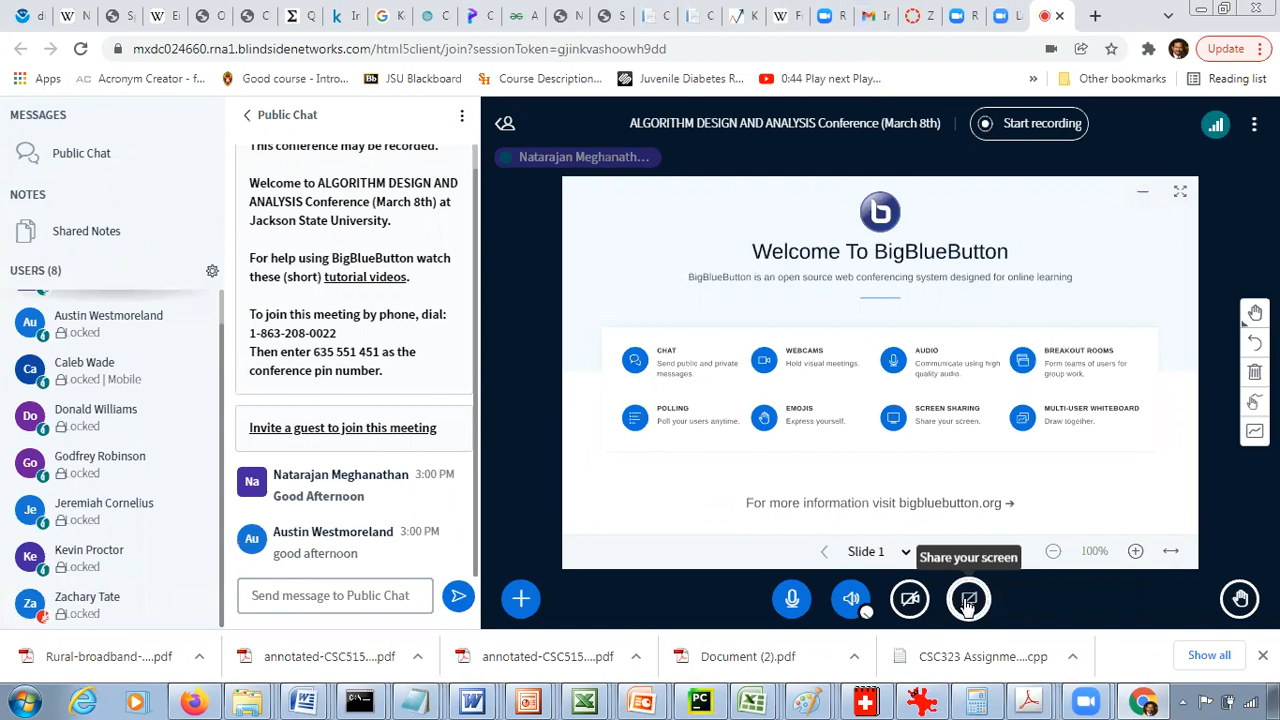 mxdc024660.rna1.blindsidenetworks.com/html5client/join?sessionToken=gjinkvashoowh9dd
Update
Apps
Acronym Creator - f...
Good course - Intro...
JSU Blackboard
Course Description...
Juvenile Diabetes R...
0:44 Play next Play...
»
Other bookmarks
Reading list
MESSAGES
Public Chat
NOTES
Shared Notes
USERS (8)
Au
Austin Westmoreland
Locked
Ca
Caleb Wade
Locked | Mobile
Do
Donald Williams
Locked
Go
Godfrey Robinson
Locked
Je
Jeremiah Cornelius
Locked
Ke
Kevin Proctor
Locked
Za
Zachary Tate
Locked
Public Chat
This conference may be recorded.
Welcome to ALGORITHM DESIGN AND
ANALYSIS Conference (March 8th) at
Jackson State University.
For help using BigBlueButton watch
these (short) tutorial videos.
To join this meeting by phone, dial:
1-863-208-0022
Then enter 635 551 451 as the
conference pin number.
Invite a guest to join this meeting
Na
Natarajan Meghanathan 3:00 PM
Good Afternoon
Au
Austin Westmoreland 3:00 PM
good afternoon
Send message to Public Chat
ALGORITHM DESIGN AND ANALYSIS Conference (March 8th)
Start recording
Natarajan Meghanath...
Welcome To BigBlueButton
BigBlueButton is an open source web conferencing system designed for online learning
CHAT
Send public and private
messages.
WEBCAMS
Hold visual meetings.
AUDIO
Communicate using high
quality audio.
BREAKOUT ROOMS
Form teams of users for
group work.
POLLING
Poll your users anytime.
EMOJIS
Express yourself.
SCREEN SHARING
Share your screen.
MULTI-USER WHITEBOARD
Draw together.
For more information visit bigbluebutton.org →
Slide 1
100%
Share your screen
Rural-broadband-....pdf
annotated-CSC515....pdf
annotated-CSC515....pdf
Document (2).pdf
CSC323 Assignme....cpp
Show all